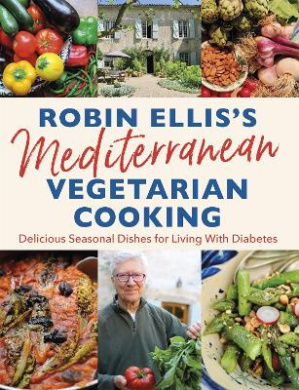 ROBIN ELLIS'S
Mediterranean
VEGETARIAN
COOKING
Delicious Seasonal Dishes for Living With Diabetes